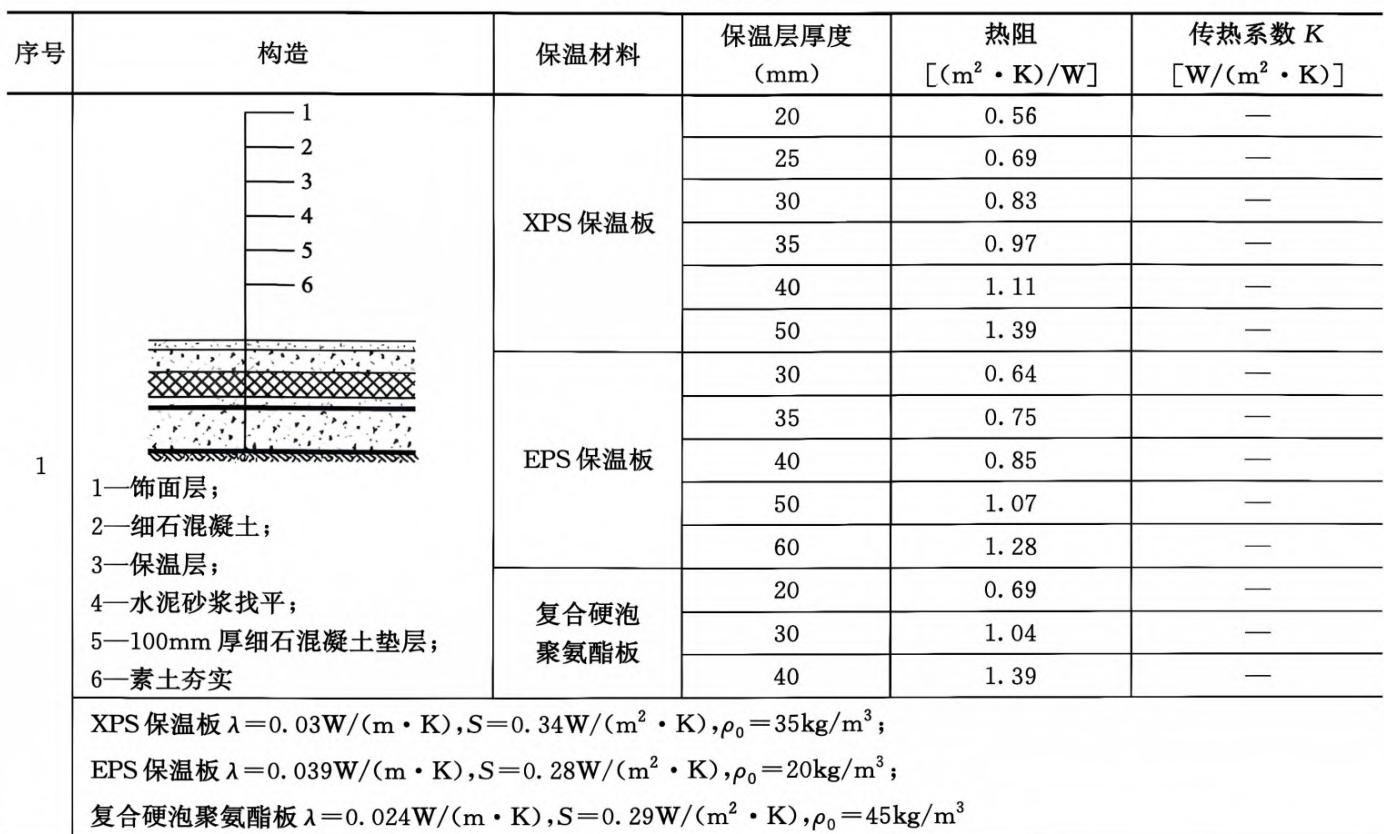 序号 构造 保温材料 保温层厚度(mm) 热阻[(m²·K)/W] 传热系数 K [W/(m²·K)]
1
1
2
3
4
5
6
1—饰面层;
2—细石混凝土;
3—保温层;
4—水泥砂浆找平;
5—100mm 厚细石混凝土垫层;
6—素土夯实
XPS 保温板
20 0.56 —
25 0.69 —
30 0.83 —
35 0.97 —
40 1.11 —
50 1.39 —
EPS 保温板
30 0.64 —
35 0.75 —
40 0.85 —
50 1.07 —
60 1.28 —
复合硬泡
聚氨酯板
20 0.69 —
30 1.04 —
40 1.39 —
XPS 保温板 λ=0.03W/(m·K),S=0.34W/(m²·K),ρ₀=35kg/m³;
EPS 保温板 λ=0.039W/(m·K),S=0.28W/(m²·K),ρ₀=20kg/m³;
复合硬泡聚氨酯板 λ=0.024W/(m·K),S=0.29W/(m²·K),ρ₀=45kg/m³